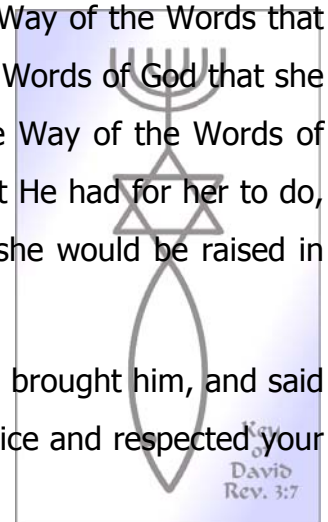 Way of the Words that
Words of God that she
Way of the Words of
He had for her to do,
she would be raised in
brought him, and said
and respected your
Key
of
David
Rev. 3:7